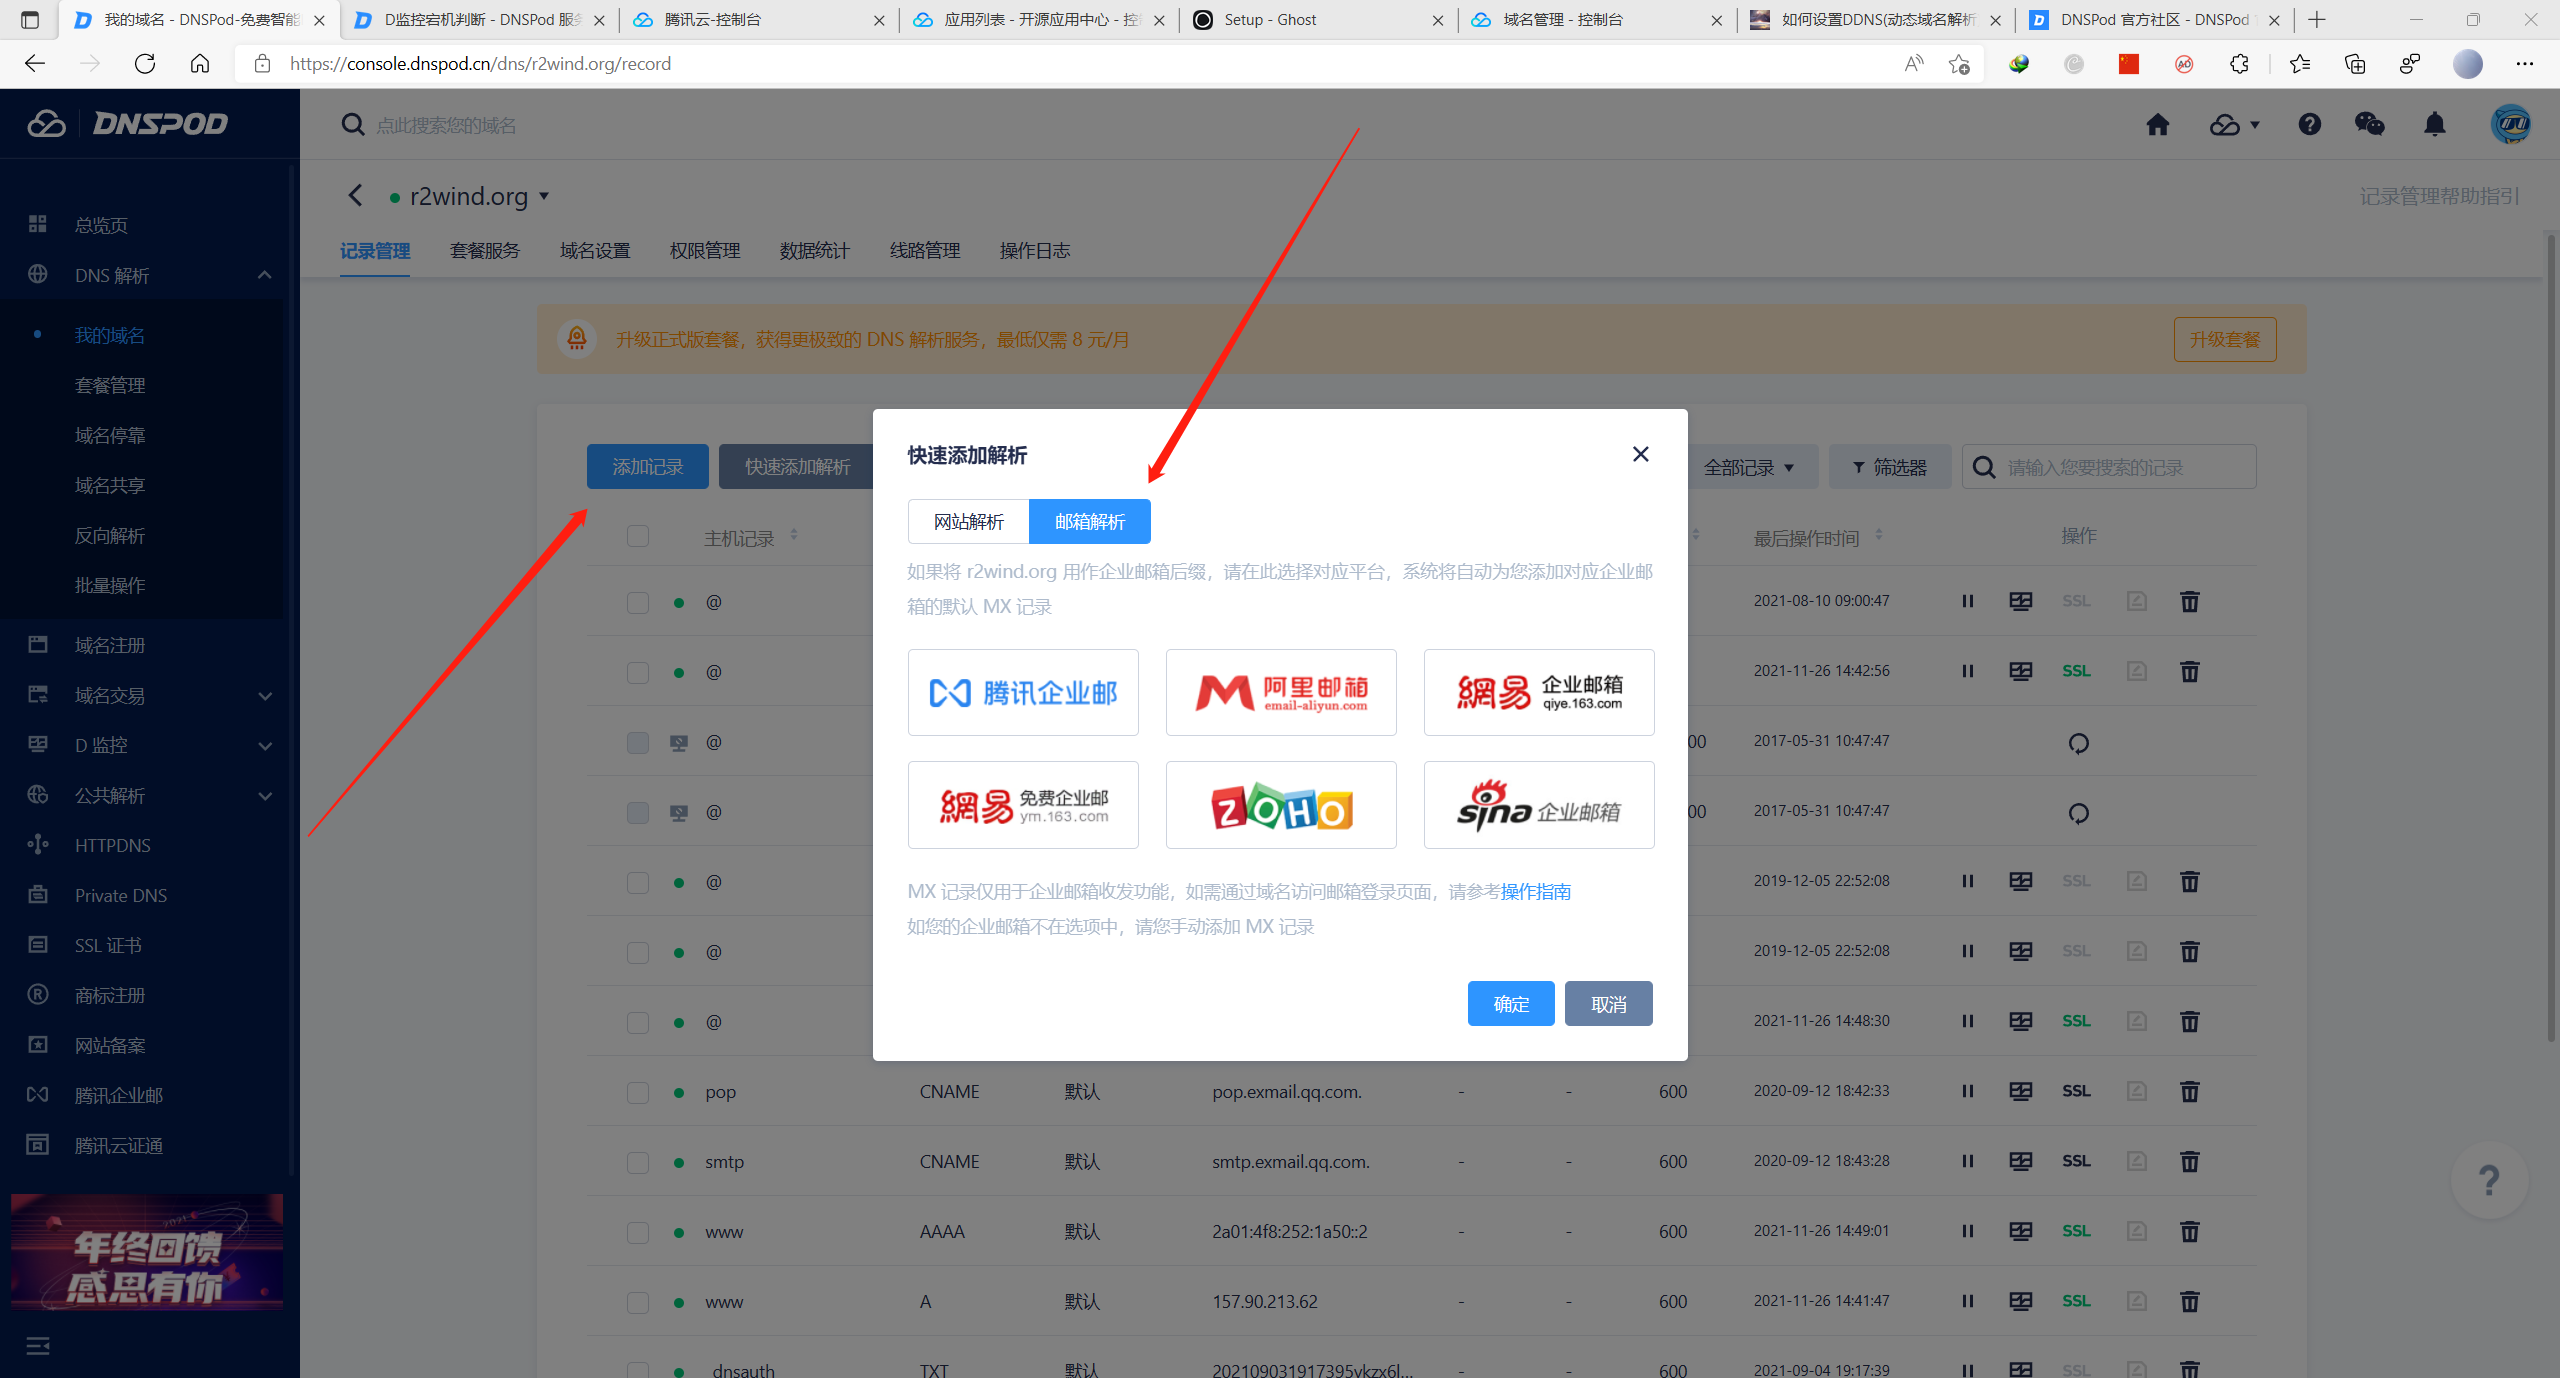 我的域名 - DNSPod-免费智能
D监控宕机判断 - DNSPod 服务
腾讯云-控制台
应用列表 - 开源应用中心 - 控
Setup - Ghost
域名管理 - 控制台
如何设置DDNS(动态域名解析
DNSPod 官方社区 - DNSPod
https://console.dnspod.cn/dns/r2wind.org/record
DNSPOD
点此搜索您的域名
r2wind.org
记录管理帮助指引
记录管理 套餐服务 域名设置 权限管理 数据统计 线路管理 操作日志
总览页
DNS 解析
我的域名
套餐管理
域名停靠
域名共享
反向解析
批量操作
域名注册
域名交易
D 监控
公共解析
HTTPDNS
Private DNS
SSL 证书
商标注册
网站备案
腾讯企业邮
腾讯云证通
2021
年终回馈
感恩有你
升级正式版套餐，获得更极致的 DNS 解析服务，最低仅需 8 元/月
升级套餐
添加记录 快速添加解析 全部记录 筛选器 请输入您要搜索的记录
主机记录 最后操作时间 操作
@ 2021-08-10 09:00:47 SSL
@ 2021-11-26 14:42:56 SSL
@ 00 2017-05-31 10:47:47
@ 00 2017-05-31 10:47:47
@ 2019-12-05 22:52:08 SSL
@ 2019-12-05 22:52:08 SSL
@ 2021-11-26 14:48:30 SSL
pop CNAME 默认 pop.exmail.qq.com. - - 600 2020-09-12 18:42:33 SSL
smtp CNAME 默认 smtp.exmail.qq.com. - - 600 2020-09-12 18:43:28 SSL
www AAAA 默认 2a01:4f8:252:1a50::2 - - 600 2021-11-26 14:49:01 SSL
www A 默认 157.90.213.62 - - 600 2021-11-26 14:41:47 SSL
_dnsauth TXT 默认 202109031917395vkzx6l... - - 600 2021-09-04 19:17:39 SSL
快速添加解析
网站解析 邮箱解析
如果将 r2wind.org 用作企业邮箱后缀，请在此选择对应平台，系统将自动为您添加对应企业邮
箱的默认 MX 记录
腾讯企业邮
阿里邮箱
email-aliyun.com
網易 企业邮箱
qiye.163.com
網易 免费企业邮
ym.163.com
ZOHO
sina 企业邮箱
MX 记录仅用于企业邮箱收发功能，如需通过域名访问邮箱登录页面，请参考操作指南
如您的企业邮箱不在选项中，请您手动添加 MX 记录
确定 取消